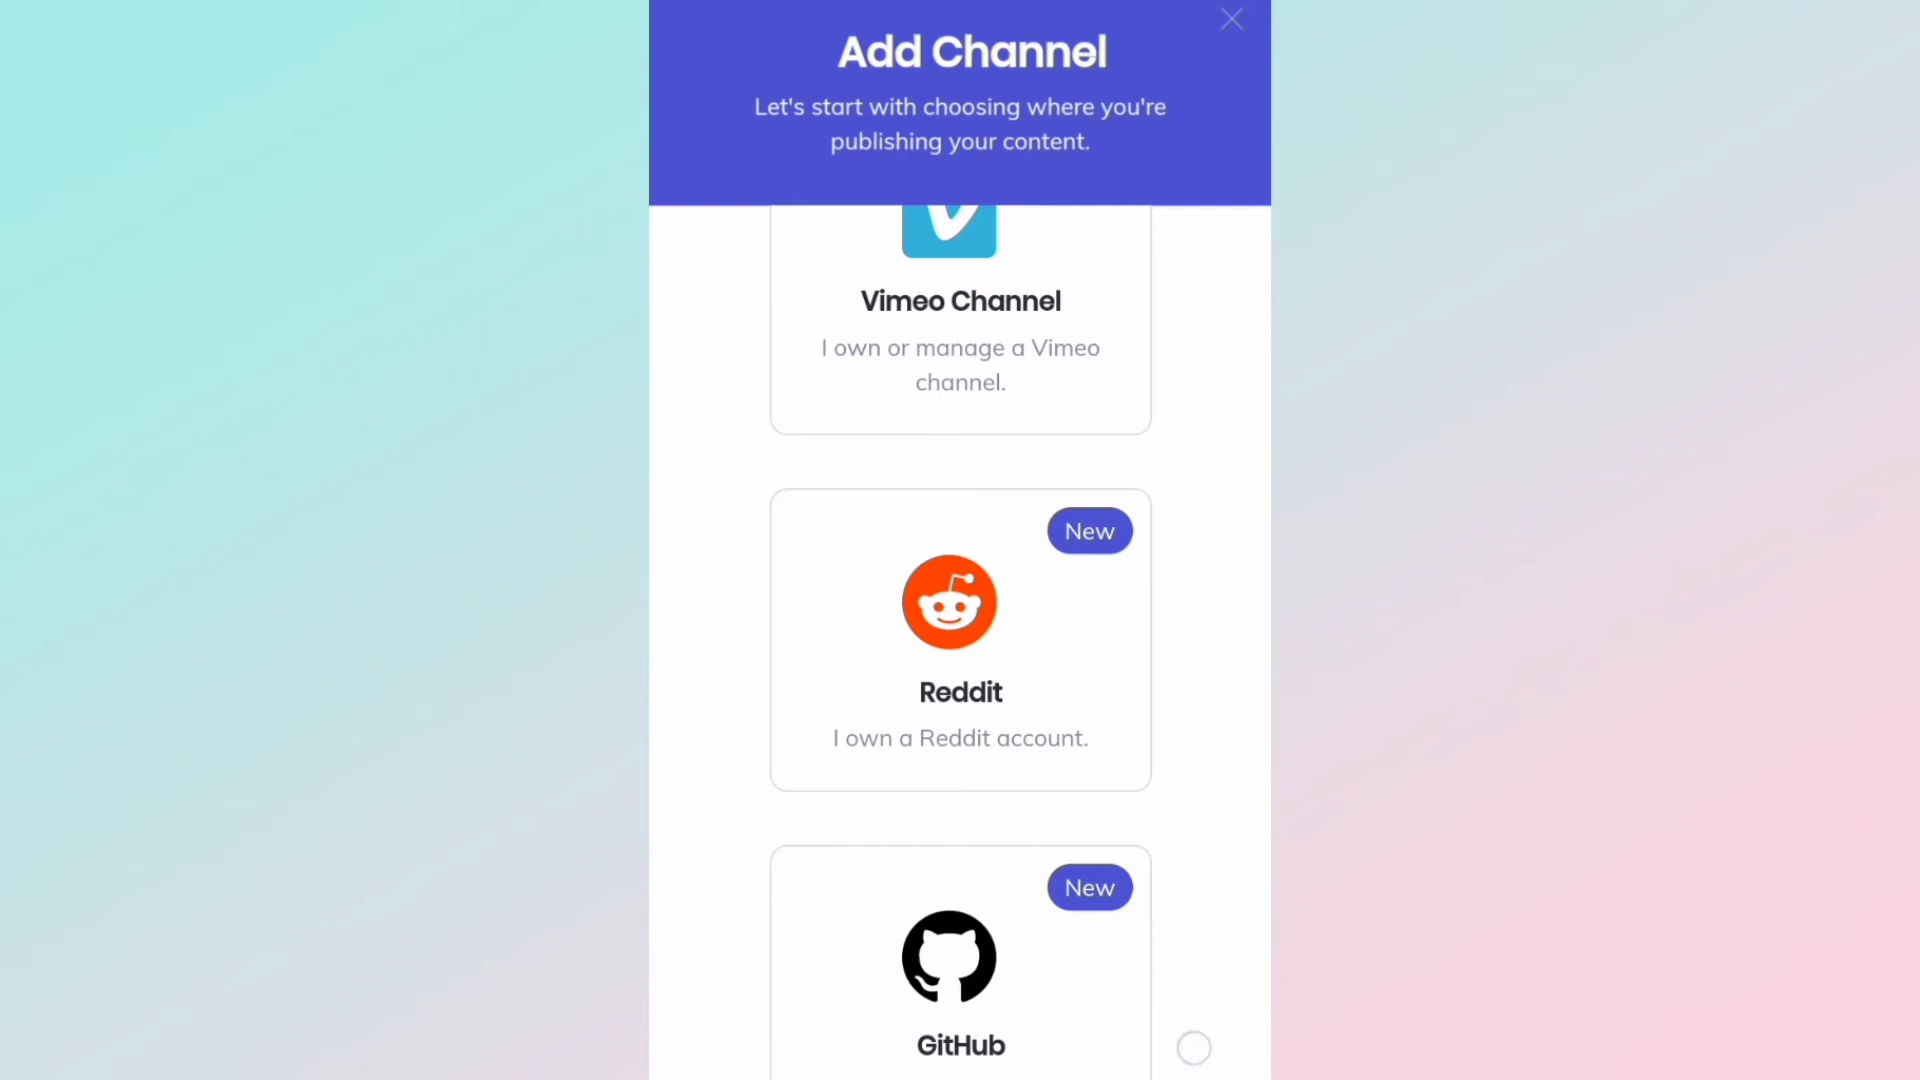 Add Channel
Let's start with choosing where you're
publishing your content.
Vimeo Channel
I own or manage a Vimeo
channel.
New
Reddit
I own a Reddit account.
New
GitHub